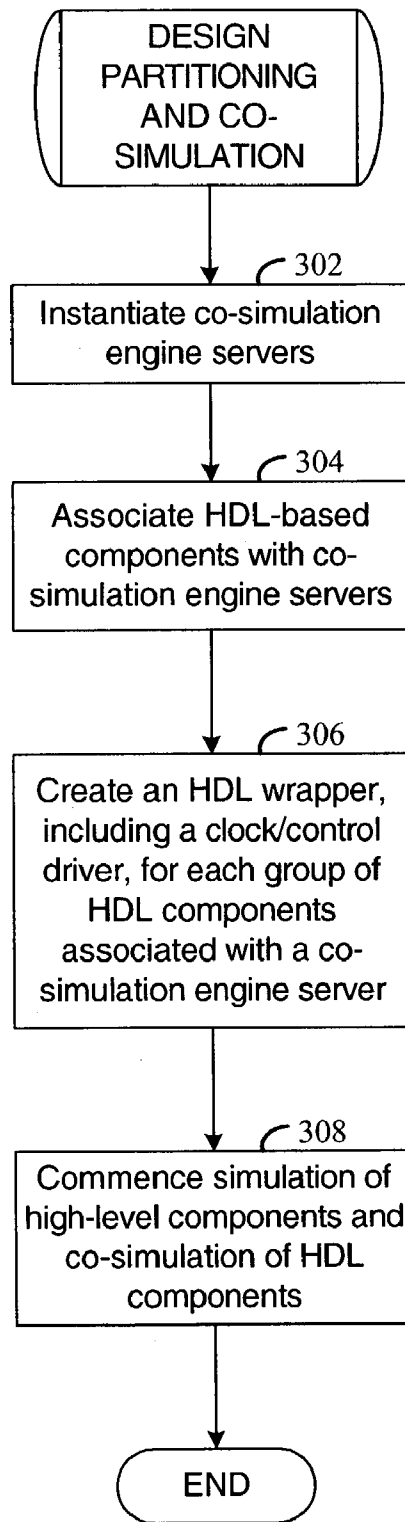 DESIGN
PARTITIONING
AND CO-
SIMULATION
302
Instantiate co-simulation
engine servers
304
Associate HDL-based
components with co-
simulation engine servers
306
Create an HDL wrapper,
including a clock/control
driver, for each group of
HDL components
associated with a co-
simulation engine server
308
Commence simulation of
high-level components and
co-simulation of HDL
components
END